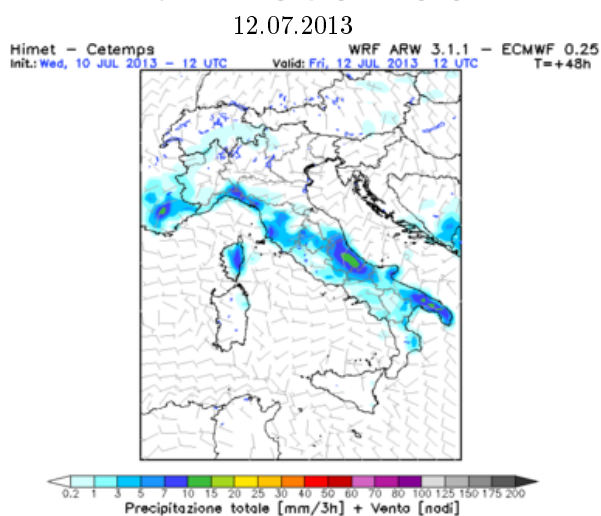 12.07.2013
Himet – Cetemps WRF ARW 3.1.1 – ECMWF 0.25
Init.: Wed, 10 JUL 2013 – 12 UTC Valid: Fri, 12 JUL 2013 12 UTC T=+48h
0.2 1 3 5 7 10 15 20 25 30 40 50 60 70 80 100 125 150 175 200
Precipitazione totale [mm/3h] + Vento [nodi]